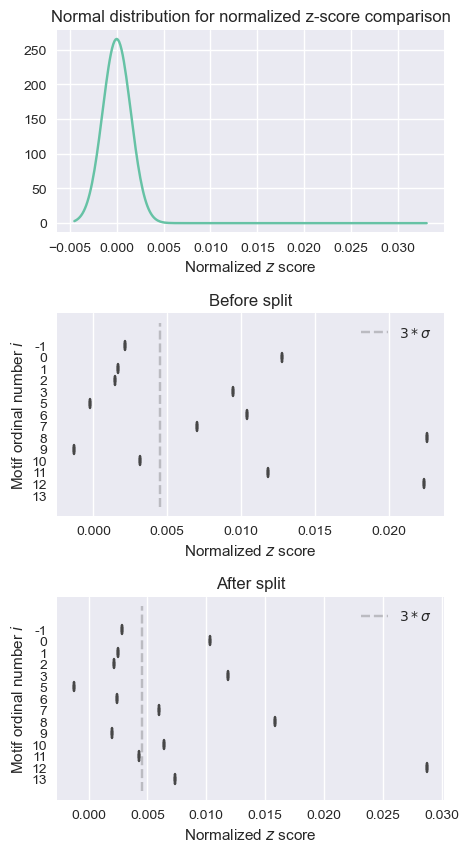 Normal distribution for normalized z-score comparison
250
200
150
100
50
0
−0.005 0.000 0.005 0.010 0.015 0.020 0.025 0.030
Normalized z score
Before split
Motif ordinal number i
-1
0
1
2
3
5
6
7
8
9
10
11
12
13
3 * σ
0.000 0.005 0.010 0.015 0.020
Normalized z score
After split
Motif ordinal number i
-1
0
1
2
3
5
6
7
8
9
10
11
12
13
3 * σ
0.000 0.005 0.010 0.015 0.020 0.025 0.030
Normalized z score